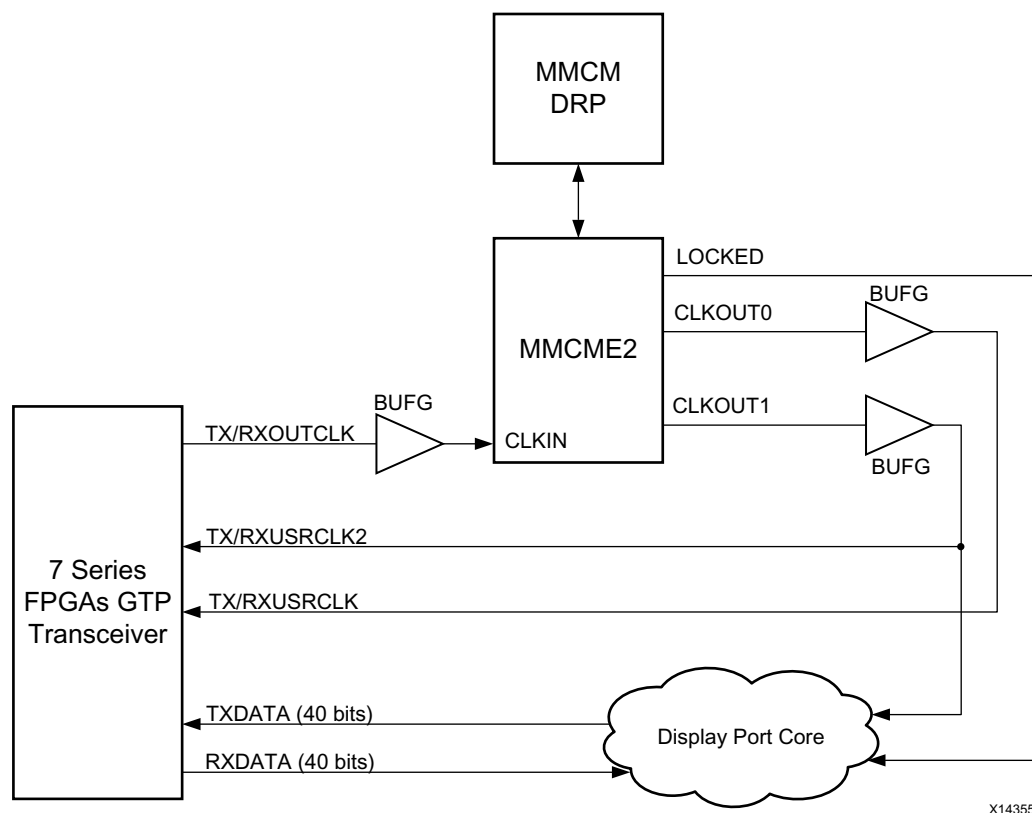 MMCM
DRP
LOCKED
BUFG
CLKOUT0
MMCME2
BUFG
CLKOUT1
TX/RXOUTCLK
CLKIN
BUFG
TX/RXUSRCLK2
7 Series
FPGAs GTP
Transceiver
TX/RXUSRCLK
TXDATA (40 bits)
Display Port Core
RXDATA (40 bits)
X14355